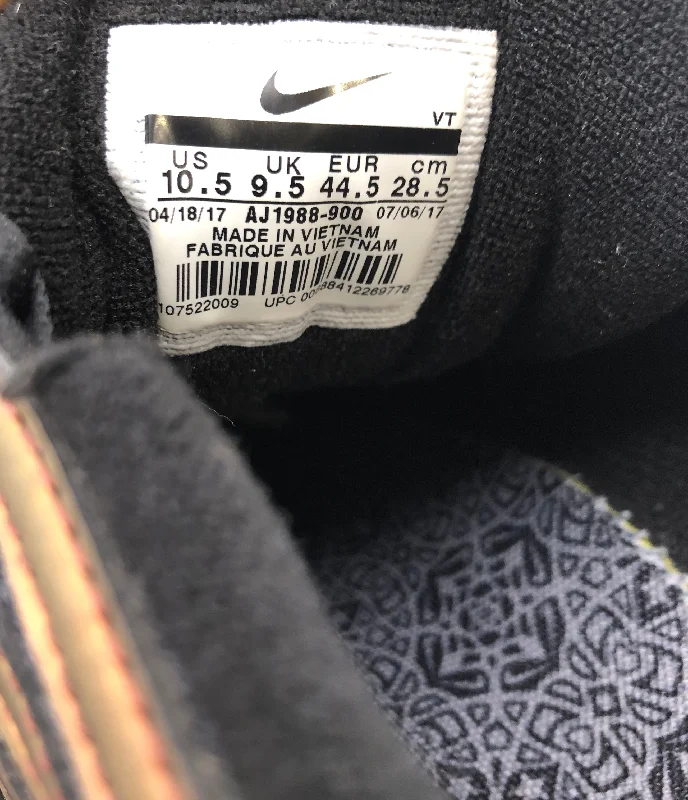 VT
US UK EUR cm
10.5 9.5 44.5 28.5
04/18/17 AJ1988-900 07/06/17
MADE IN VIETNAM
FABRIQUE AU VIETNAM
107522009 UPC